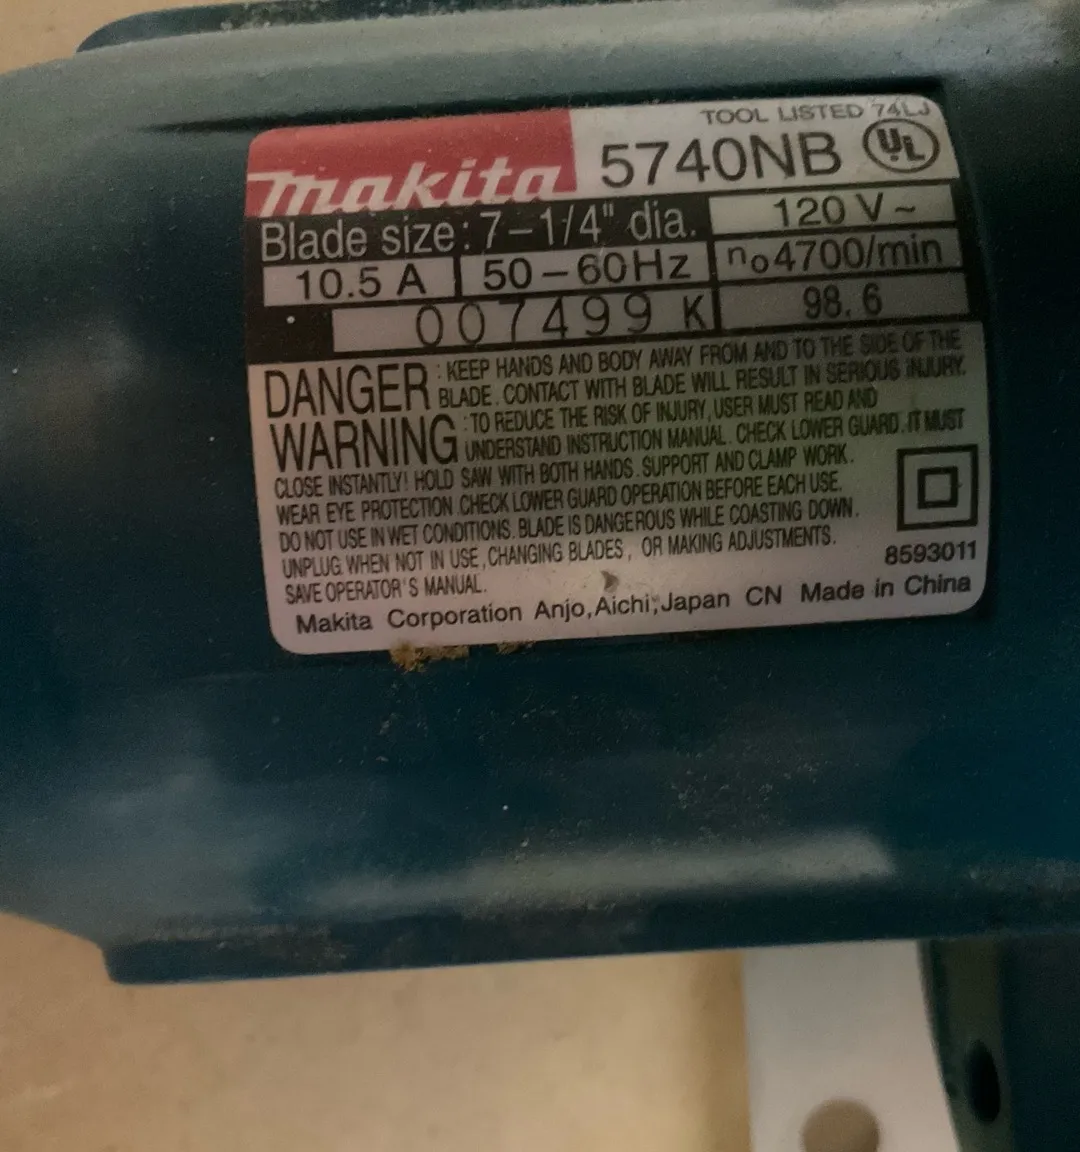 TOOL LISTED 74LJ
makita 5740NB UL
Blade size: 7-1/4" dia. 120 V~
10.5 A 50-60Hz no4700/min
007499 K 98.6
DANGER : KEEP HANDS AND BODY AWAY FROM AND TO THE SIDE OF THE
BLADE. CONTACT WITH BLADE WILL RESULT IN SERIOUS INJURY.
WARNING : TO REDUCE THE RISK OF INJURY, USER MUST READ AND
UNDERSTAND INSTRUCTION MANUAL. CHECK LOWER GUARD. IT MUST
CLOSE INSTANTLY! HOLD SAW WITH BOTH HANDS. SUPPORT AND CLAMP WORK.
WEAR EYE PROTECTION. CHECK LOWER GUARD OPERATION BEFORE EACH USE.
DO NOT USE IN WET CONDITIONS. BLADE IS DANGEROUS WHILE COASTING DOWN.
UNPLUG WHEN NOT IN USE, CHANGING BLADES, OR MAKING ADJUSTMENTS.
SAVE OPERATOR'S MANUAL. 8593011
Makita Corporation Anjo, Aichi, Japan CN Made in China